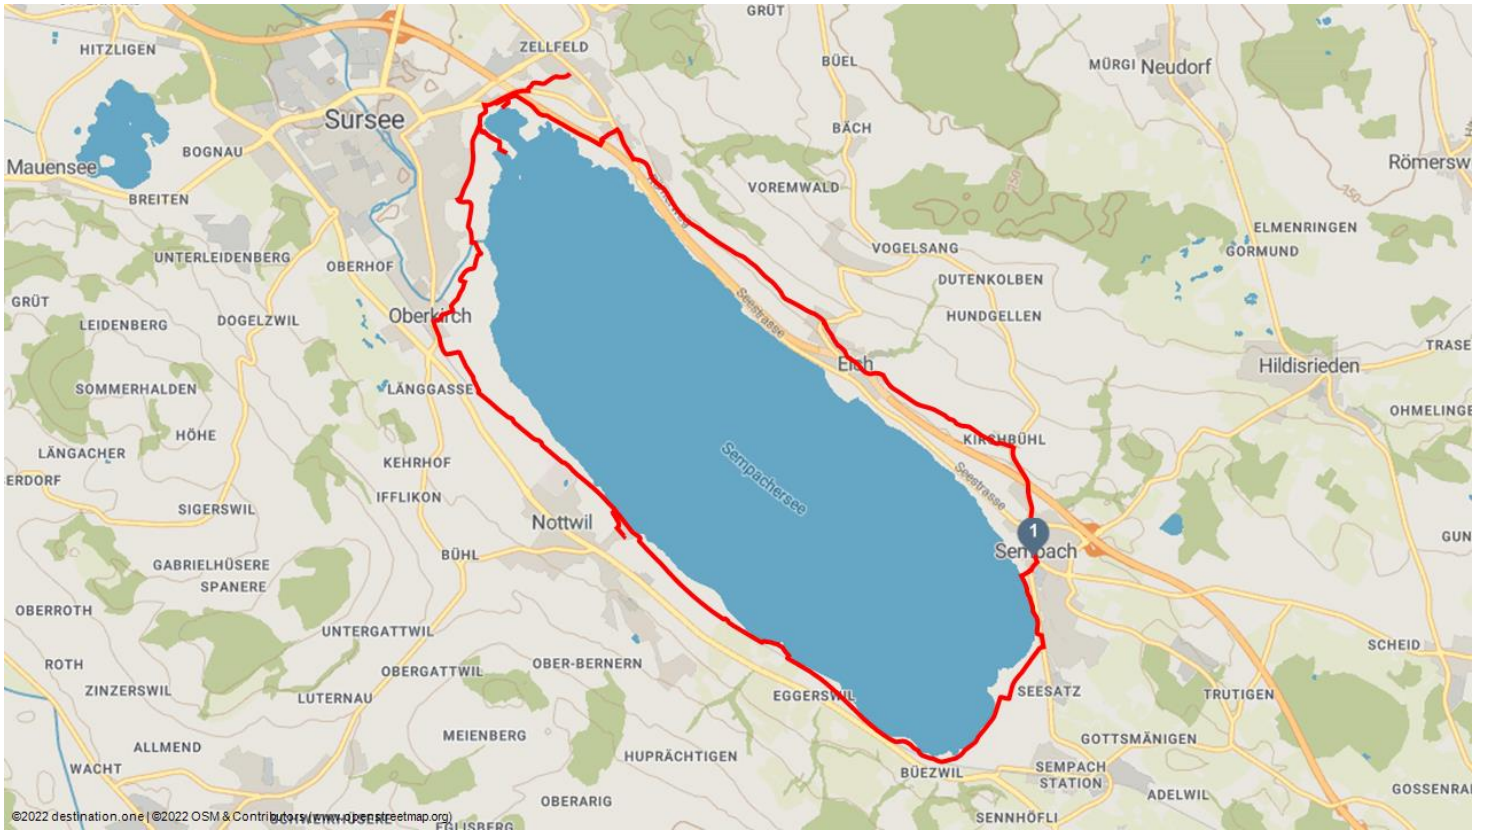 GRÜT
HITZLIGEN
ZELLFELD
BÜEL
MÜRGI
Neudorf
Sursee
BÄCH
BOGNAU
Mauensee
Römersw
BREITEN
VOREMWALD
750
750
ELMENRINGEN
VOGELSANG
GORMUND
UNTERLEIDENBERG
OBERHOF
DUTENKOLBEN
GRÜT
LEIDENBERG
DOGELZWIL
Oberkirch
Seestrasse
HUNDGELLEN
TRASE
Eich
Hildisrieden
SOMMERHALDEN
LÄNGGASSE
OHMELINGE
HÖHE
KIRCHBÜHL
LÄNGACHER
KEHRHOF
Sempachersee
Seestrasse
ERDORF
IFFLIKON
SIGERSWIL
Nottwil
1
Sempach
GUN
BÜHL
GABRIELHÜSERE
SPANERE
OBERROTH
UNTERGATTWIL
SCHEID
ROTH
OBERGATTWIL
OBER-BERNERN
ZINZERSWIL
LUTERNAU
EGGERSWIL
SEESATZ
TRUTIGEN
MEIENBERG
GOTTSMÄNIGEN
ALLMEND
HUPRÄCHTIGEN
WACHT
BÜEZWIL
SEMPACH
STATION
ADELWIL
GOSSENRA
OBERARIG
SENNHÖFLI
©2022 destination.one | ©2022 OSM & Contributors (www.openstreetmap.org)
EGLISBERG